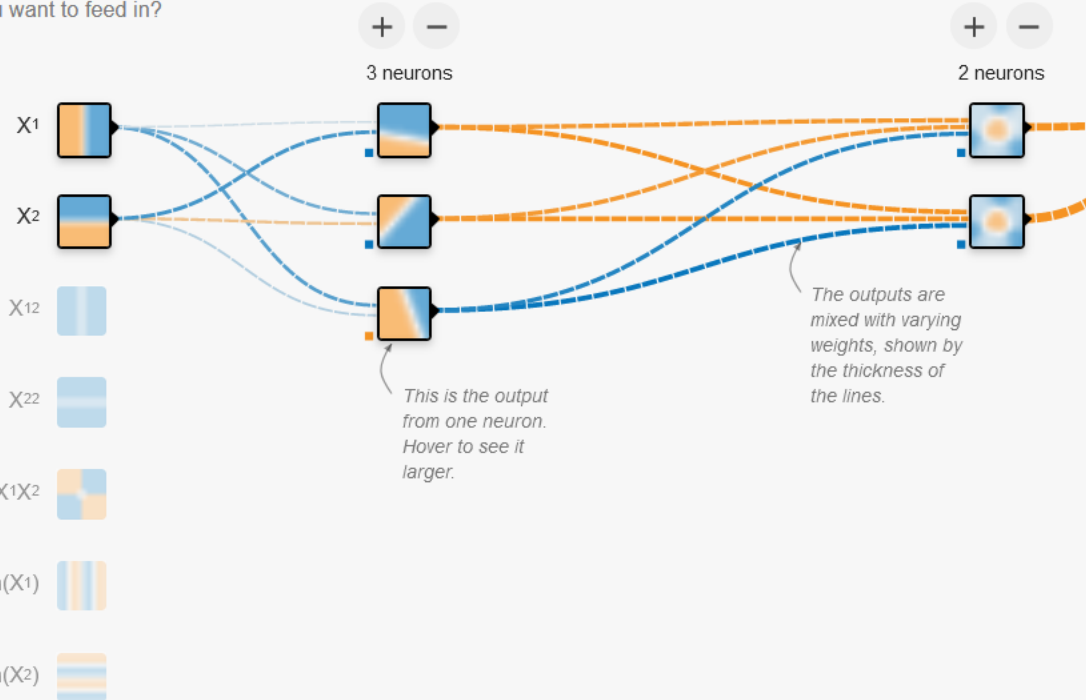 want to feed in?
3 neurons
2 neurons
X1
X2
The outputs are
mixed with varying
weights, shown by
the thickness of
the lines.
X12
This is the output
from one neuron.
Hover to see it
larger.
X22
X1X2
(X1)
(X2)